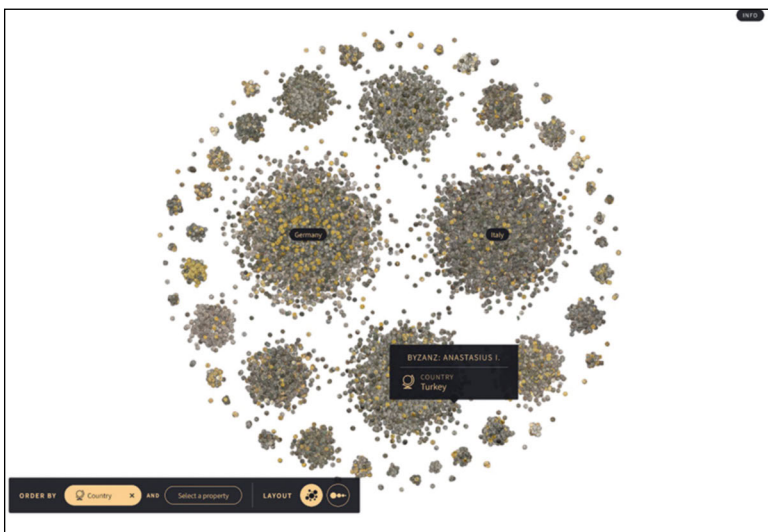 INFO
Germany
Italy
BYZANZ: ANASTASIUS I.
COUNTRY
Turkey
ORDER BY Country × AND Select a property LAYOUT